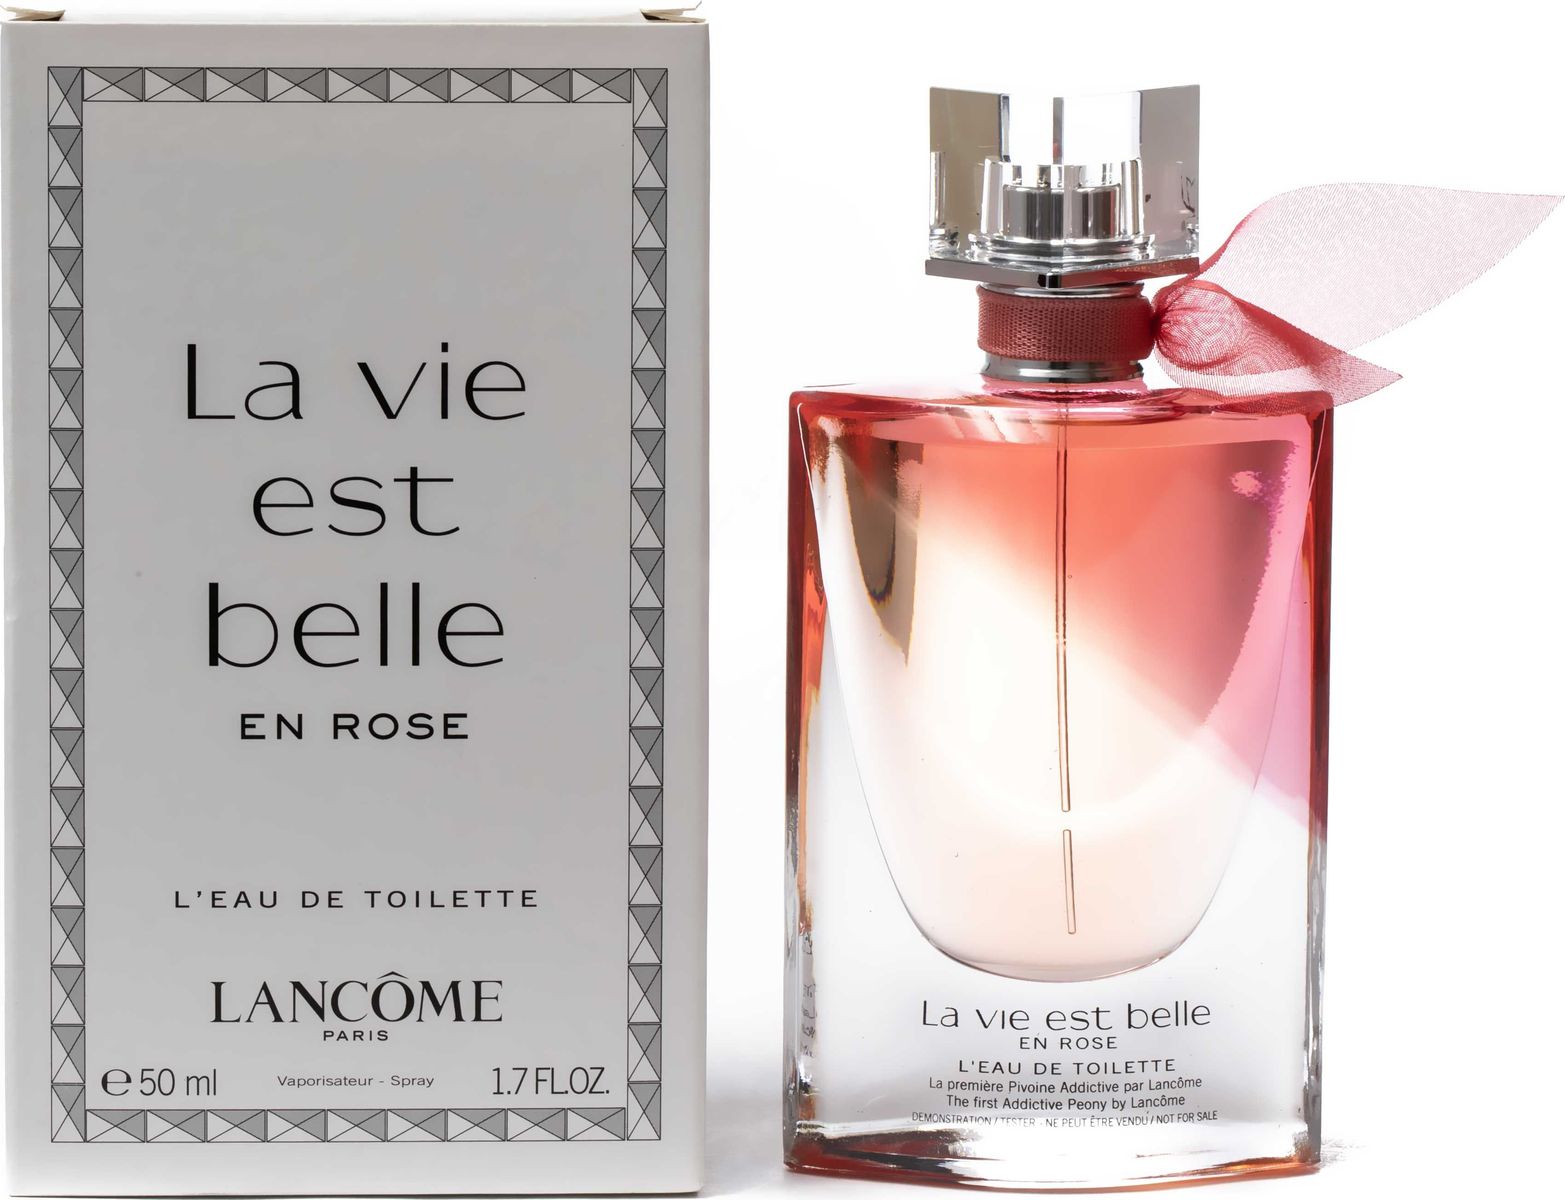 La vie
est
belle
EN ROSE
L'EAU DE TOILETTE
LANCÔME
PARIS
℮50 ml
Vaporisateur - Spray
1.7 FL.OZ.
La vie est belle
EN ROSE
L'EAU DE TOILETTE
La première Pivoine Addictive par Lancôme
The first Addictive Peony by Lancôme
DEMONSTRATION / TESTER - NE PEUT ÊTRE VENDU / NOT FOR SALE